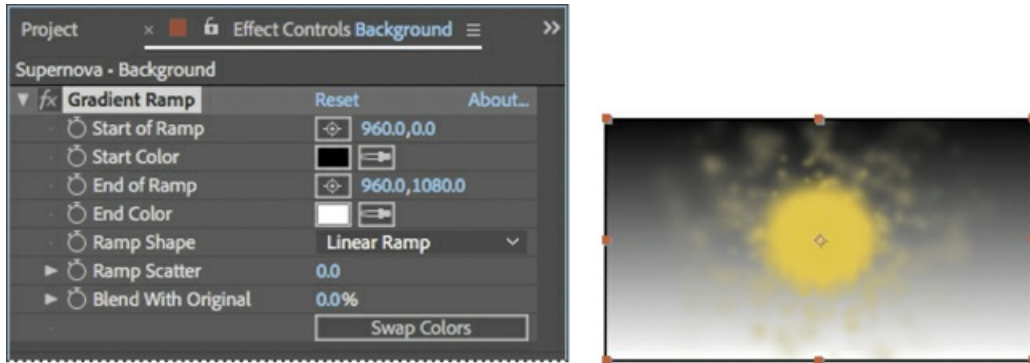 Project × Effect Controls Background ≡ »
Supernova • Background
fx Gradient Ramp Reset About...
Start of Ramp 960.0,0.0
Start Color
End of Ramp 960.0,1080.0
End Color
Ramp Shape Linear Ramp
Ramp Scatter 0.0
Blend With Original 0.0%
Swap Colors